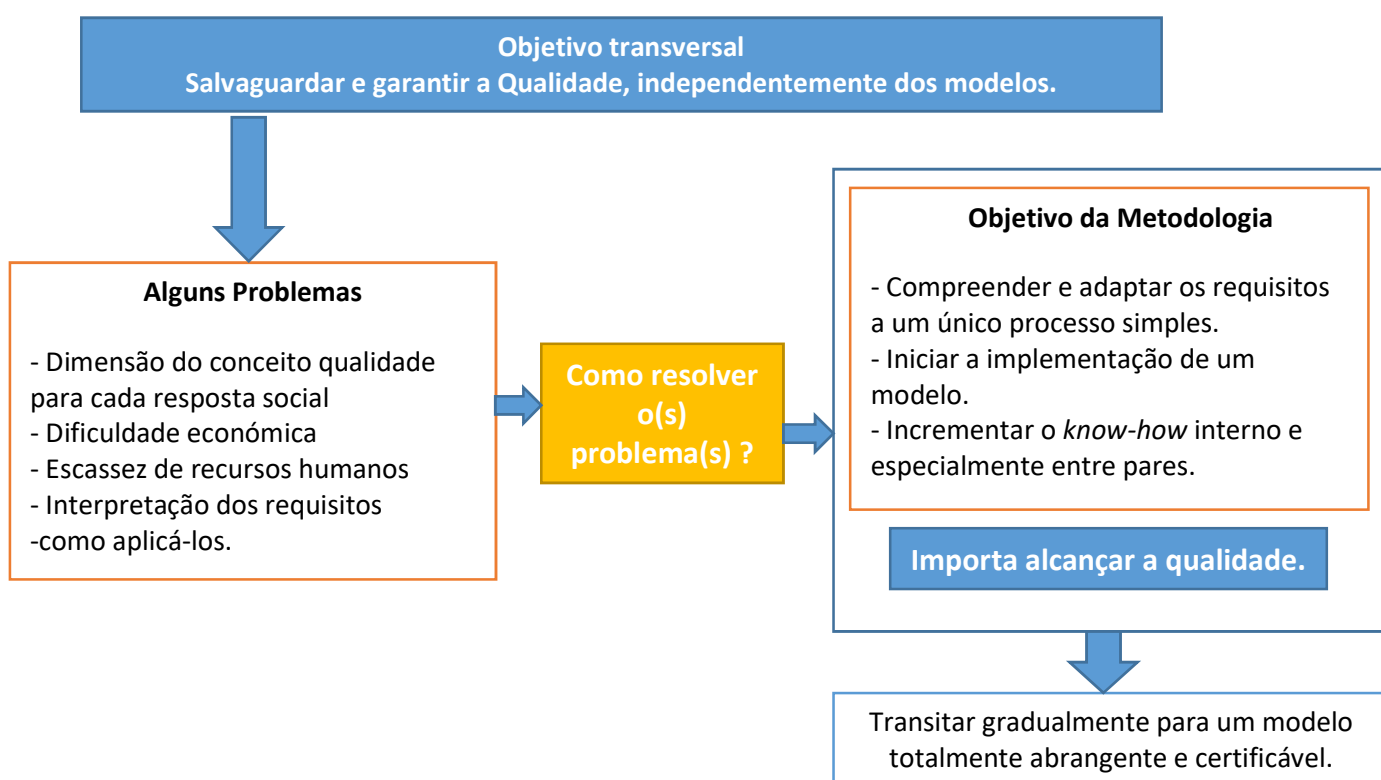 Objetivo transversal
Salvaguardar e garantir a Qualidade, independentemente dos modelos.
Alguns Problemas
- Dimensão do conceito qualidade
para cada resposta social
- Dificuldade económica
- Escassez de recursos humanos
- Interpretação dos requisitos
-como aplicá-los.
Como resolver
o(s)
problema(s) ?
Objetivo da Metodologia
- Compreender e adaptar os requisitos
a um único processo simples.
- Iniciar a implementação de um
modelo.
- Incrementar o know-how interno e
especialmente entre pares.
Importa alcançar a qualidade.
Transitar gradualmente para um modelo
totalmente abrangente e certificável.